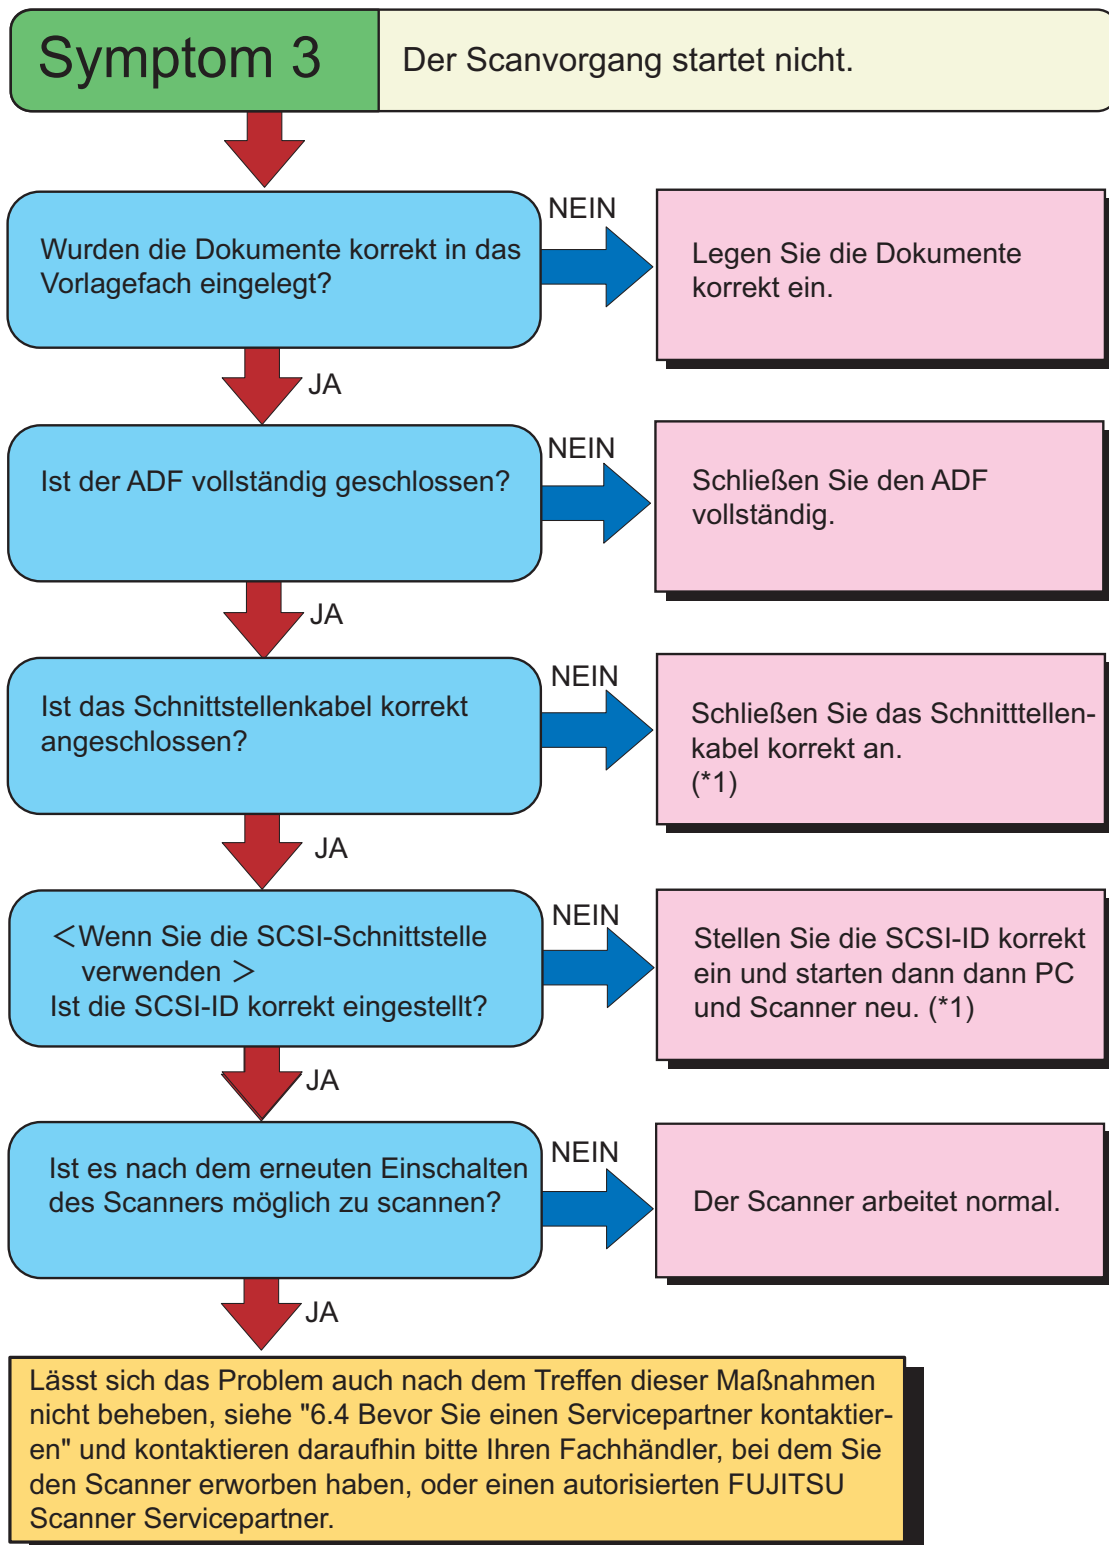 Symptom 3
Der Scanvorgang startet nicht.
Wurden die Dokumente korrekt in das
Vorlagefach eingelegt?
NEIN
Legen Sie die Dokumente
korrekt ein.
JA
Ist der ADF vollständig geschlossen?
NEIN
Schließen Sie den ADF
vollständig.
JA
Ist das Schnittstellenkabel korrekt
angeschlossen?
NEIN
Schließen Sie das Schnitttellen-
kabel korrekt an.
(*1)
JA
<Wenn Sie die SCSI-Schnittstelle
verwenden >
Ist die SCSI-ID korrekt eingestellt?
NEIN
Stellen Sie die SCSI-ID korrekt
ein und starten dann dann PC
und Scanner neu. (*1)
JA
Ist es nach dem erneuten Einschalten
des Scanners möglich zu scannen?
NEIN
Der Scanner arbeitet normal.
JA
Lässt sich das Problem auch nach dem Treffen dieser Maßnahmen
nicht beheben, siehe "6.4 Bevor Sie einen Servicepartner kontaktier-
en" und kontaktieren daraufhin bitte Ihren Fachhändler, bei dem Sie
den Scanner erworben haben, oder einen autorisierten FUJITSU
Scanner Servicepartner.